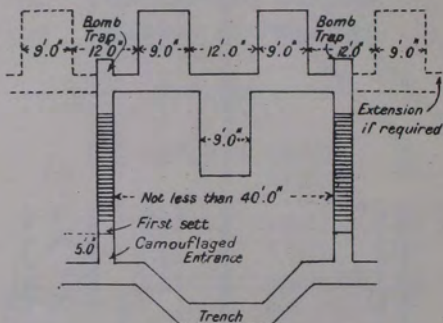 Bomb
Trap
Bomb
Trap
9'.0" 12'.0" 9'.0" 12'.0" 9'.0" 12'.0" 9'.0"
Extension
if required
9'.0"
Not less than 40'.0"
First sett
5'.0"
Camouflaged
Entrance
Trench